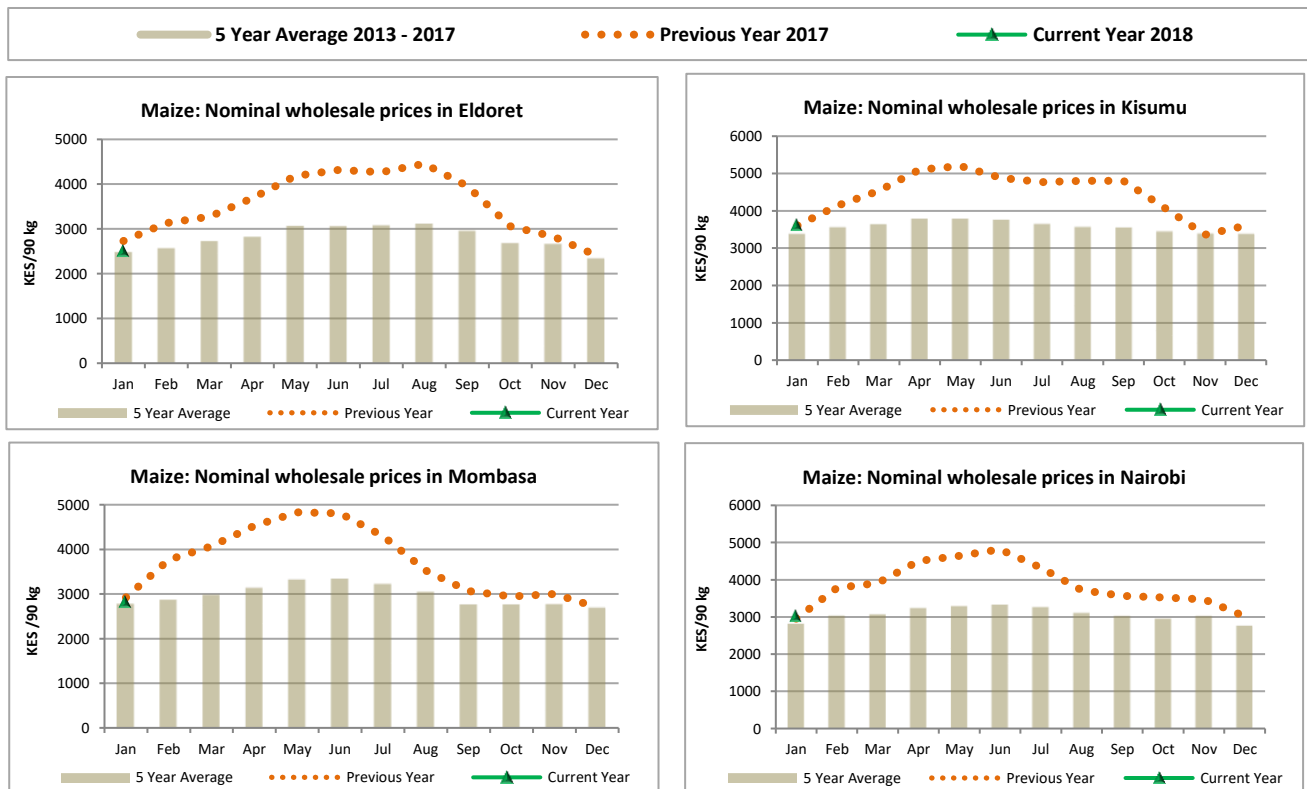 5 Year Average 2013 - 2017 Previous Year 2017 Current Year 2018
Maize: Nominal wholesale prices in Eldoret
KES/90 kg
5000
4000
3000
2000
1000
0
Jan Feb Mar Apr May Jun Jul Aug Sep Oct Nov Dec
5 Year Average Previous Year Current Year
Maize: Nominal wholesale prices in Kisumu
KES/90 kg
6000
5000
4000
3000
2000
1000
0
Jan Feb Mar Apr May Jun Jul Aug Sep Oct Nov Dec
5 Year Average Previous Year Current Year
Maize: Nominal wholesale prices in Mombasa
KES/90 kg
5000
4000
3000
2000
1000
0
Jan Feb Mar Apr May Jun Jul Aug Sep Oct Nov Dec
5 Year Average Previous Year Current Year
Maize: Nominal wholesale prices in Nairobi
KES/90 kg
6000
5000
4000
3000
2000
1000
0
Jan Feb Mar Apr May Jun Jul Aug Sep Oct Nov Dec
5 Year Average Previous Year Current Year